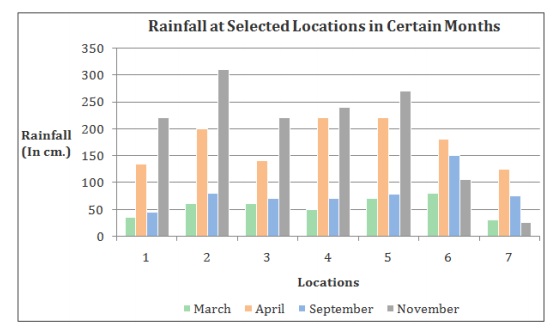 Rainfall at Selected Locations in Certain Months
350
300
250
200
150
100
50
0
Rainfall
(In cm.)
1 2 3 4 5 6 7
Locations
March April September November